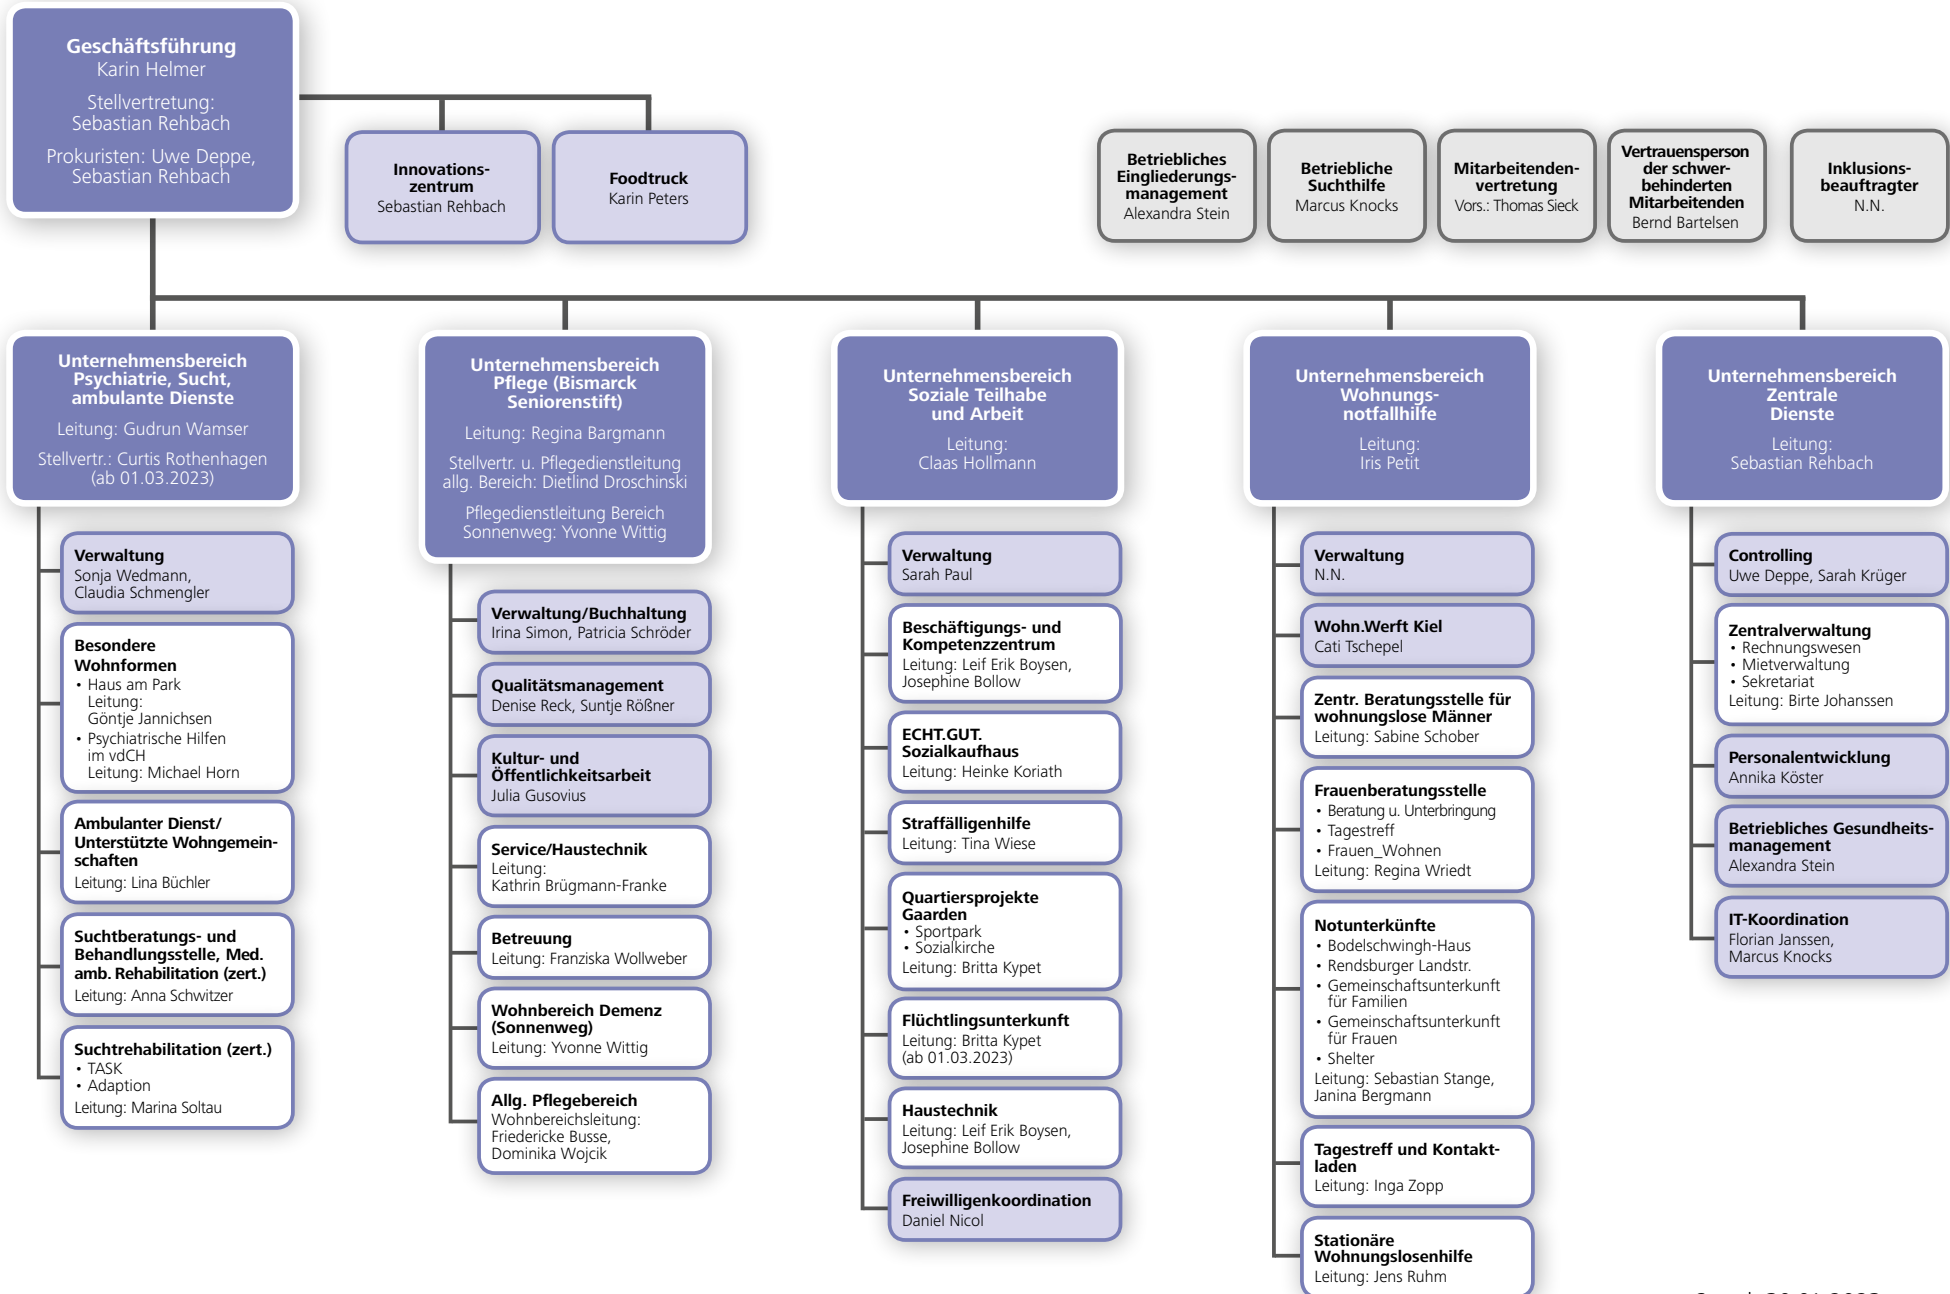 Geschäftsführung
Karin Helmer
Stellvertretung:
Sebastian Rehbach
Prokuristen: Uwe Deppe,
Sebastian Rehbach
Innovations-
zentrum
Sebastian Rehbach
Foodtruck
Karin Peters
Betriebliches
Eingliederungs-
management
Alexandra Stein
Betriebliche
Suchthilfe
Marcus Knocks
Mitarbeitenden-
vertretung
Vors.: Thomas Sieck
Vertrauensperson
der schwer-
behinderten
Mitarbeitenden
Bernd Bartelsen
Inklusions-
beauftragter
N.N.
Unternehmensbereich
Psychiatrie, Sucht,
ambulante Dienste
Leitung: Gudrun Wamser
Stellvertr.: Curtis Rothenhagen
(ab 01.03.2023)
Verwaltung
Sonja Wedmann,
Claudia Schmengler
Besondere
Wohnformen
• Haus am Park
Leitung:
Göntje Jannichsen
• Psychiatrische Hilfen
im vdCH
Leitung: Michael Horn
Ambulanter Dienst/
Unterstützte Wohngemein-
schaften
Leitung: Lina Büchler
Suchtberatungs- und
Behandlungsstelle, Med.
amb. Rehabilitation (zert.)
Leitung: Anna Schwitzer
Suchtrehabilitation (zert.)
• TASK
• Adaption
Leitung: Marina Soltau
Unternehmensbereich
Pflege (Bismarck
Seniorenstift)
Leitung: Regina Bargmann
Stellvertr. u. Pflegedienstleitung
allg. Bereich: Dietlind Droschinski
Pflegedienstleitung Bereich
Sonnenweg: Yvonne Wittig
Verwaltung/Buchhaltung
Irina Simon, Patricia Schröder
Qualitätsmanagement
Denise Reck, Suntje Rößner
Kultur- und
Öffentlichkeitsarbeit
Julia Gusovius
Service/Haustechnik
Leitung:
Kathrin Brügmann-Franke
Betreuung
Leitung: Franziska Wollweber
Wohnbereich Demenz
(Sonnenweg)
Leitung: Yvonne Wittig
Allg. Pflegebereich
Wohnbereichsleitung:
Friedericke Busse,
Dominika Wojcik
Unternehmensbereich
Soziale Teilhabe
und Arbeit
Leitung:
Claas Hollmann
Verwaltung
Sarah Paul
Beschäftigungs- und
Kompetenzzentrum
Leitung: Leif Erik Boysen,
Josephine Bollow
ECHT.GUT.
Sozialkaufhaus
Leitung: Heinke Koriath
Straffälligenhilfe
Leitung: Tina Wiese
Quartiersprojekte
Gaarden
• Sportpark
• Sozialkirche
Leitung: Britta Kypet
Flüchtlingsunterkunft
Leitung: Britta Kypet
(ab 01.03.2023)
Haustechnik
Leitung: Leif Erik Boysen,
Josephine Bollow
Freiwilligenkoordination
Daniel Nicol
Unternehmensbereich
Wohnungs-
notfallhilfe
Leitung:
Iris Petit
Verwaltung
N.N.
Wohn.Werft Kiel
Cati Tschepel
Zentr. Beratungsstelle für
wohnungslose Männer
Leitung: Sabine Schober
Frauenberatungsstelle
• Beratung u. Unterbringung
• Tagestreff
• Frauen_Wohnen
Leitung: Regina Wriedt
Notunterkünfte
• Bodelschwingh-Haus
• Rendsburger Landstr.
• Gemeinschaftsunterkunft
für Familien
• Gemeinschaftsunterkunft
für Frauen
• Shelter
Leitung: Sebastian Stange,
Janina Bergmann
Tagestreff und Kontakt-
laden
Leitung: Inga Zopp
Stationäre
Wohnungslosenhilfe
Leitung: Jens Ruhm
Unternehmensbereich
Zentrale
Dienste
Leitung:
Sebastian Rehbach
Controlling
Uwe Deppe, Sarah Krüger
Zentralverwaltung
• Rechnungswesen
• Mietverwaltung
• Sekretariat
Leitung: Birte Johanssen
Personalentwicklung
Annika Köster
Betriebliches Gesundheits-
management
Alexandra Stein
IT-Koordination
Florian Janssen,
Marcus Knocks